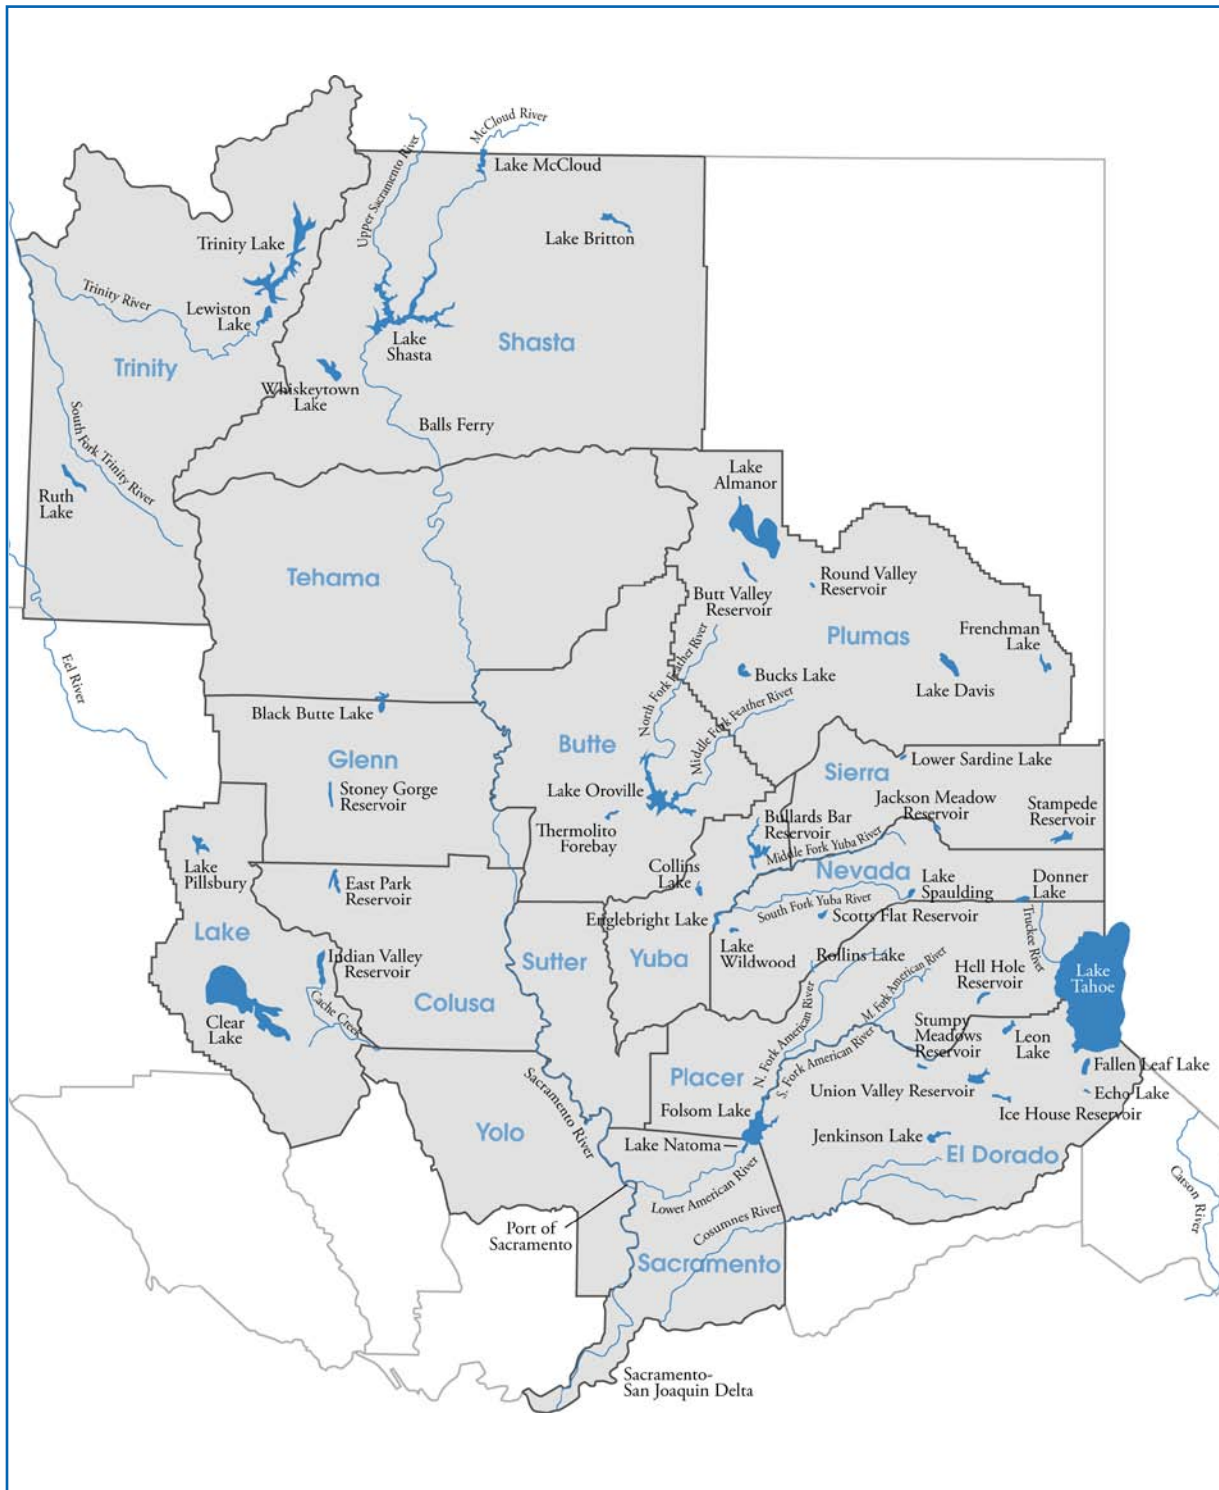 McCloud River
Upper Sacramento River
Lake McCloud
Trinity Lake
Lake Britton
Trinity River
Lewiston
Lake
Lake
Shasta
Shasta
Trinity
Whiskeytown
Lake
South Fork Trinity River
Balls Ferry
Ruth
Lake
Lake
Almanor
Tehama
Butt Valley
Reservoir
Round Valley
Reservoir
Plumas
Frenchman
Lake
Eel River
North Fork Feather River
Bucks Lake
Lake Davis
Middle Fork Feather River
Black Butte Lake
Glenn
Butte
Stoney Gorge
Reservoir
Lake Oroville
Sierra
Lower Sardine Lake
Jackson Meadow
Reservoir
Stampede
Reservoir
Thermolito
Forebay
Bullards Bar
Reservoir
Middle Fork Yuba River
Lake
Pillsbury
Collins
Lake
Nevada
Lake
Spaulding
Donner
Lake
East Park
Reservoir
Englebright Lake
South Fork Yuba River
Scotts Flat Reservoir
Truckee River
Lake
Indian Valley
Reservoir
Sutter
Yuba
Lake
Wildwood
Rollins Lake
M. Fork American River
Hell Hole
Reservoir
Lake
Tahoe
Colusa
Clear
Lake
Cache Creek
N. Fork American River
S. Fork American River
Stumpy
Meadows
Reservoir
Leon
Lake
Fallen Leaf Lake
Placer
Union Valley Reservoir
Echo Lake
Ice House Reservoir
Folsom Lake
Sacramento River
Yolo
Lake Natoma
Jenkinson Lake
El Dorado
Lower American River
Carson River
Port of
Sacramento
Cosumnes River
Sacramento
Sacramento-
San Joaquin Delta